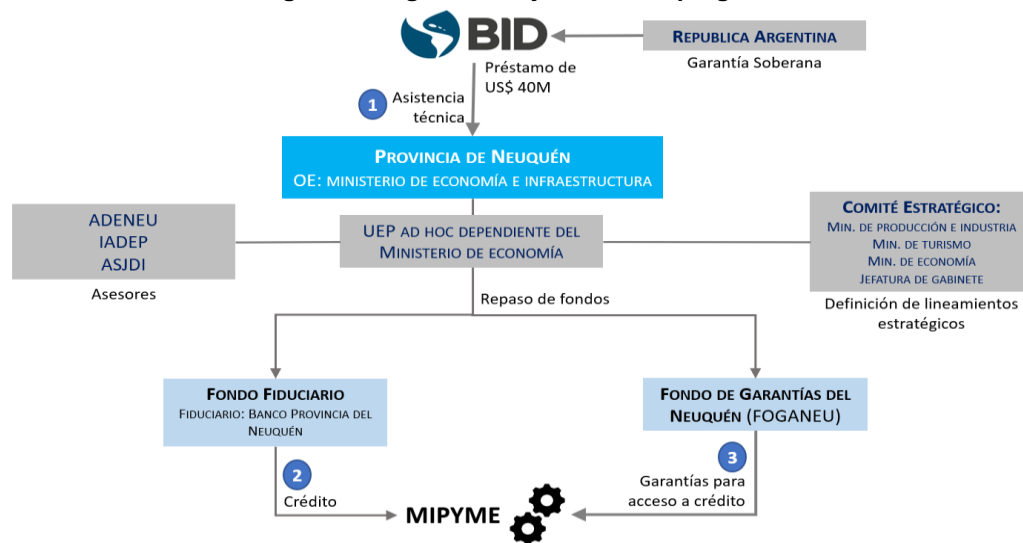 BID
REPUBLICA ARGENTINA
Garantía Soberana
Préstamo de
US$ 40M
1
Asistencia
técnica
PROVINCIA DE NEUQUÉN
OE: MINISTERIO DE ECONOMÍA E INFRAESTRUCTURA
ADENEU
IADEP
ASJDI
Asesores
UEP AD HOC DEPENDIENTE DEL
MINISTERIO DE ECONOMÍA
COMITÉ ESTRATÉGICO:
MIN. DE PRODUCCIÓN E INDUSTRIA
MIN. DE TURISMO
MIN. DE ECONOMÍA
JEFATURA DE GABINETE
Definición de lineamientos
estratégicos
Repaso de fondos
FONDO FIDUCIARIO
FIDUCIARIO: BANCO PROVINCIA DEL
NEUQUÉN
FONDO DE GARANTÍAS DEL
NEUQUÉN (FOGANEU)
2
Crédito
3
Garantías para
acceso a crédito
MIPYME